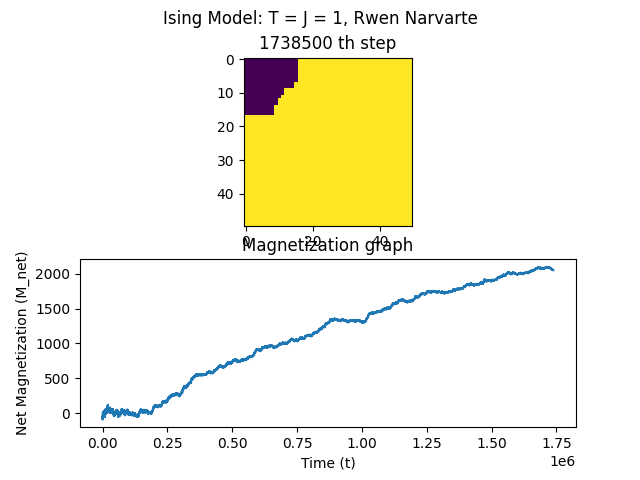 Ising Model: T = J = 1, Rwen Narvarte
1738500 th step
0
10
20
30
40
0 20 40
Magnetization graph
Net Magnetization (M_net)
2000
1500
1000
500
0
0.00 0.25 0.50 0.75 1.00 1.25 1.50 1.75
1e6
Time (t)